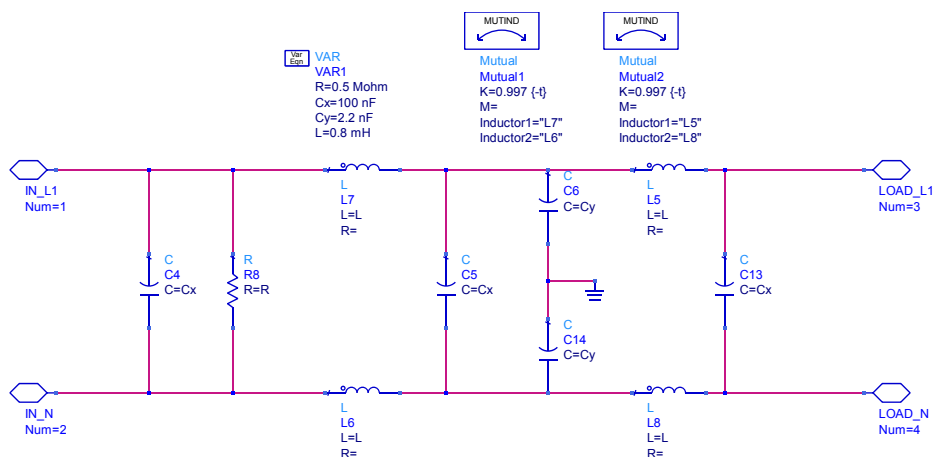 MUTIND
MUTIND
Var
Eqn
VAR
VAR1
R=0.5 Mohm
Cx=100 nF
Cy=2.2 nF
L=0.8 mH
Mutual
Mutual1
K=0.997 {-t}
M=
Inductor1="L7"
Inductor2="L6"
Mutual
Mutual2
K=0.997 {-t}
M=
Inductor1="L5"
Inductor2="L8"
IN_L1
Num=1
L
L7
L=L
R=
C
C6
C=Cy
L
L5
L=L
R=
LOAD_L1
Num=3
C
C4
C=Cx
R
R8
R=R
C
C5
C=Cx
C
C13
C=Cx
C
C14
C=Cy
IN_N
Num=2
L
L6
L=L
R=
L
L8
L=L
R=
LOAD_N
Num=4